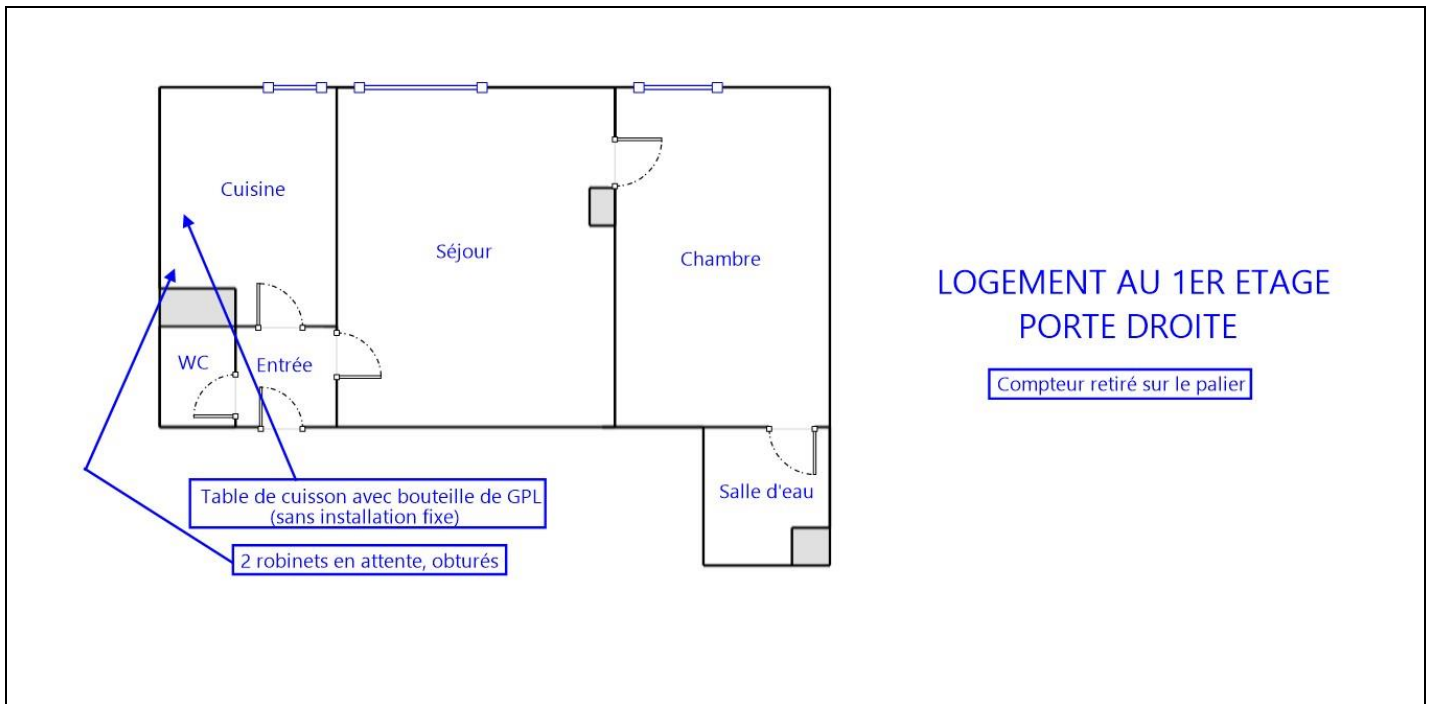 Cuisine
Séjour
Chambre
LOGEMENT AU 1ER ETAGE
PORTE DROITE
WC
Entrée
Compteur retiré sur le palier
Table de cuisson avec bouteille de GPL
(sans installation fixe)
Salle d'eau
2 robinets en attente, obturés